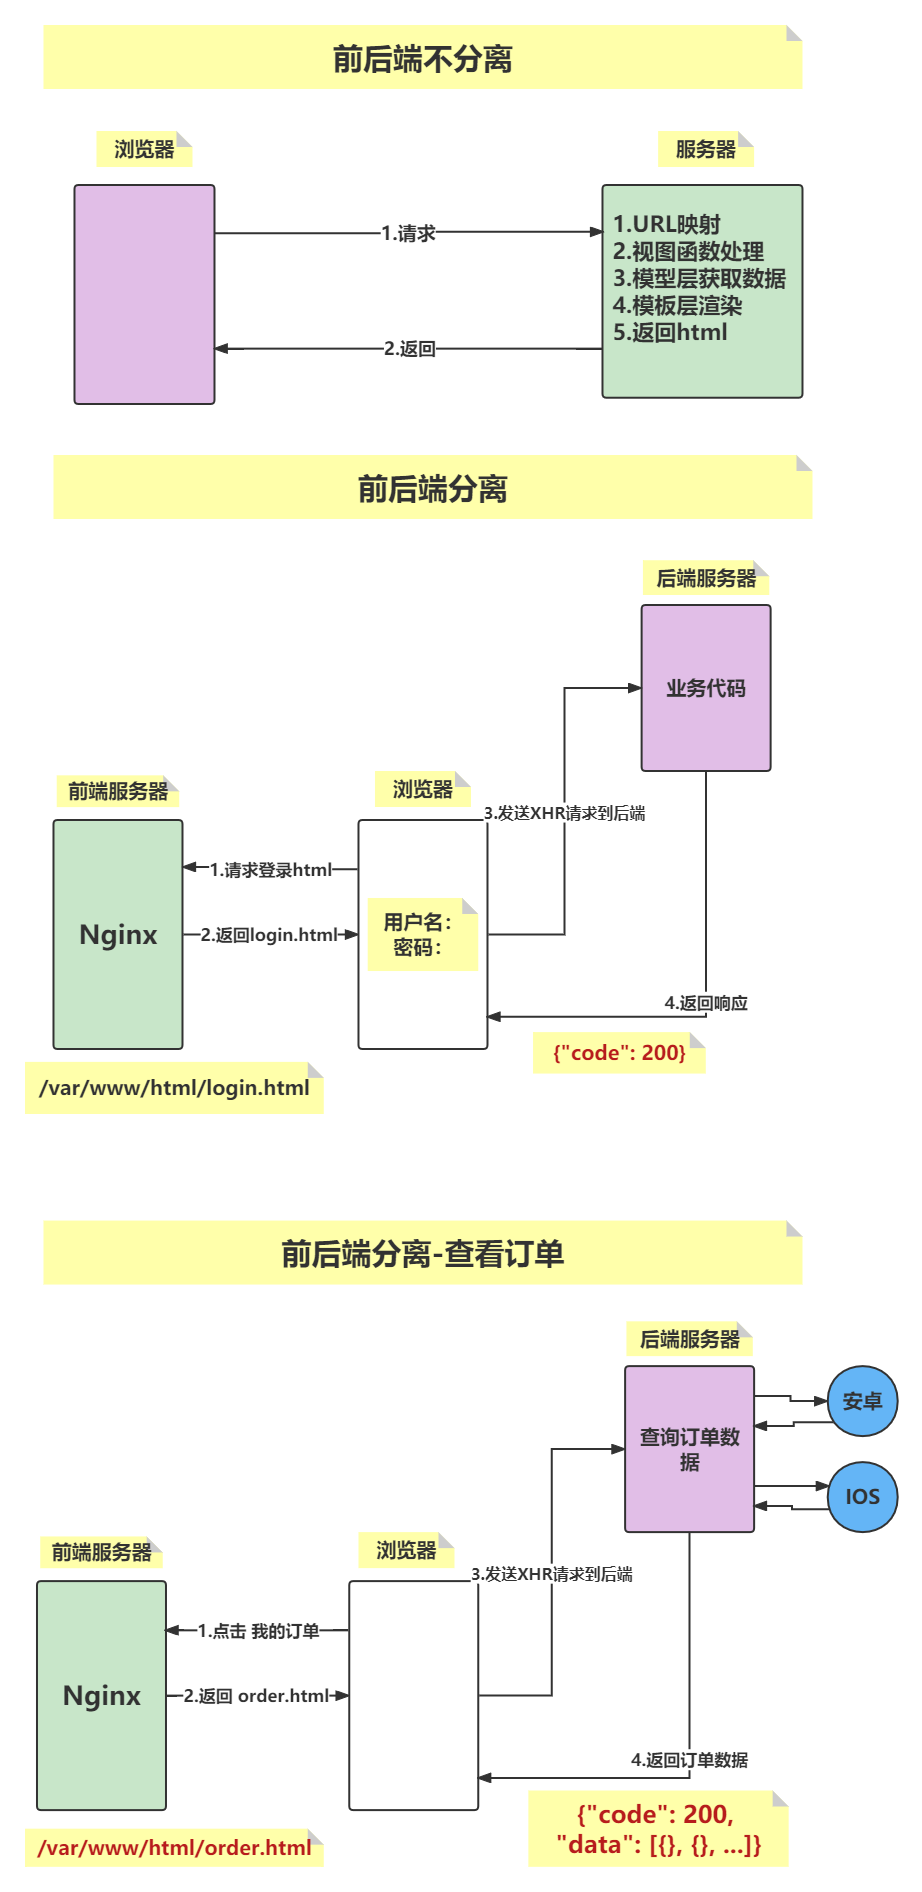 前后端不分离
浏览器
服务器
1.请求
1.URL映射
2.视图函数处理
3.模型层获取数据
4.模板层渲染
5.返回html
2.返回
前后端分离
后端服务器
业务代码
前端服务器
浏览器
3.发送XHR请求到后端
1.请求登录html
Nginx
2.返回login.html
用户名：
密码：
4.返回响应
{"code": 200}
/var/www/html/login.html
前后端分离-查看订单
后端服务器
查询订单数
据
安卓
IOS
前端服务器
浏览器
3.发送XHR请求到后端
1.点击 我的订单
Nginx
2.返回 order.html
4.返回订单数据
{"code": 200,
"data": [{}, {}, ...]}
/var/www/html/order.html